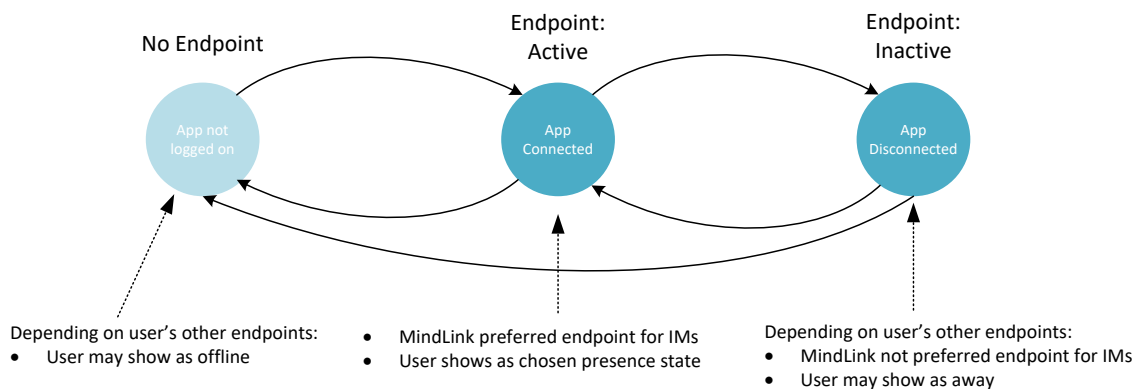 No Endpoint
Endpoint:
Active
Endpoint:
Inactive
App not
logged on
App
Connected
App
Disconnected
Depending on user’s other endpoints:
• User may show as offline
• MindLink preferred endpoint for IMs
• User shows as chosen presence state
Depending on user’s other endpoints:
• MindLink not preferred endpoint for IMs
• User may show as away